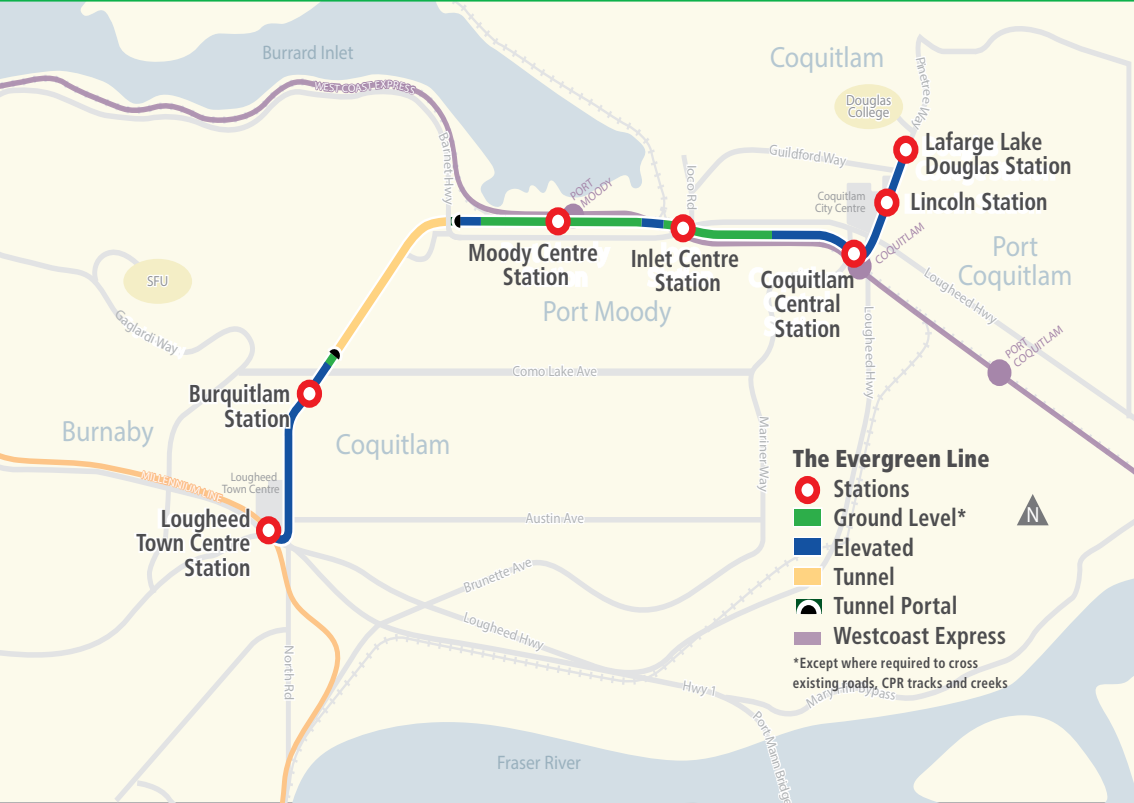 Burrard Inlet
Coquitlam
WEST COAST EXPRESS
Pinetree Way
Douglas
College
Barnet Hwy
Lafarge Lake
Douglas Station
Guildford Way
Ioco Rd
PORT
MOODY
Coquitlam
City Centre
Lincoln Station
Moody Centre
Station
Inlet Centre
Station
COQUITLAM
Port
Coquitlam
Coquitlam
Central
Station
SFU
Port Moody
Lougheed Hwy
Gaglardi Way
Lougheed Hwy
PORT
COQUITLAM
Como Lake Ave
Burquitlam
Station
Burnaby
Coquitlam
Mariner Way
MILLENNIUM LINE
Lougheed
Town Centre
Lougheed
Town Centre
Station
Austin Ave
The Evergreen Line
Stations
Ground Level*
Elevated
Tunnel
Tunnel Portal
Westcoast Express
*Except where required to cross
existing roads, CPR tracks and creeks
N
Brunette Ave
Lougheed Hwy
North Rd
Hwy 1
Mary Hill Bypass
Port Mann Bridge
Fraser River